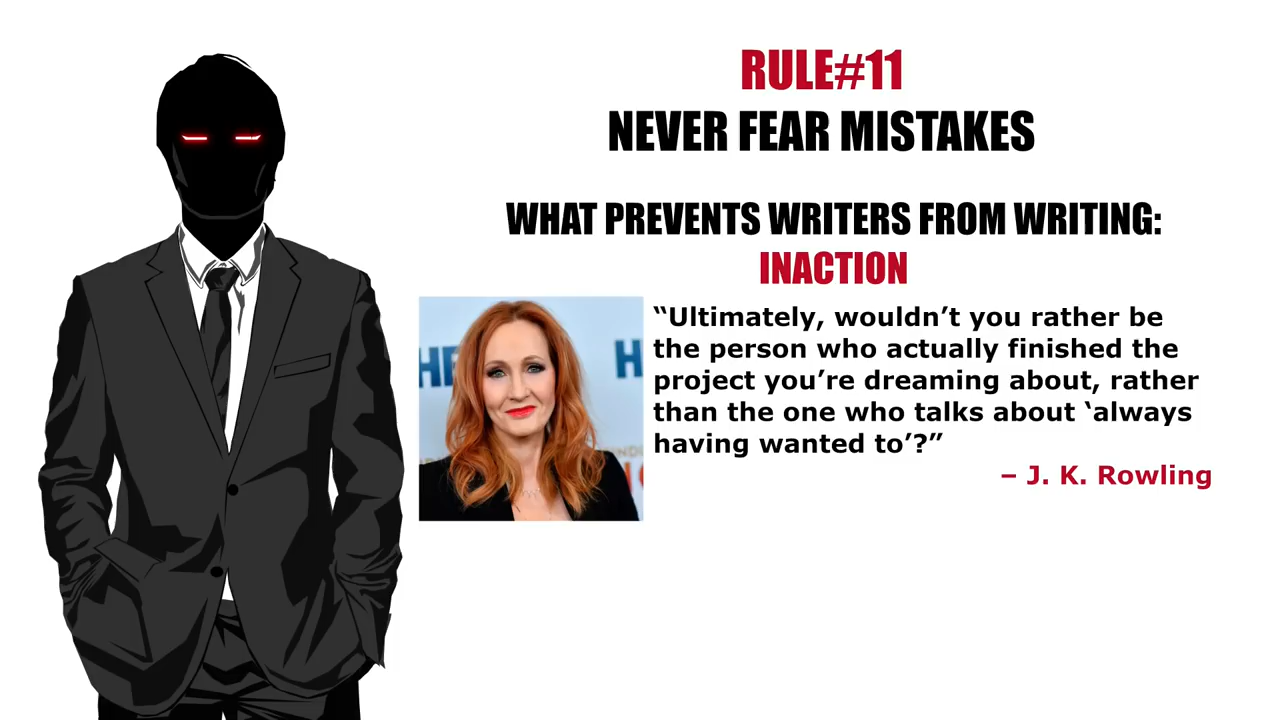 RULE#11
NEVER FEAR MISTAKES
WHAT PREVENTS WRITERS FROM WRITING:
INACTION
“Ultimately, wouldn’t you rather be
the person who actually finished the
project you’re dreaming about, rather
than the one who talks about ‘always
having wanted to’?”
– J. K. Rowling